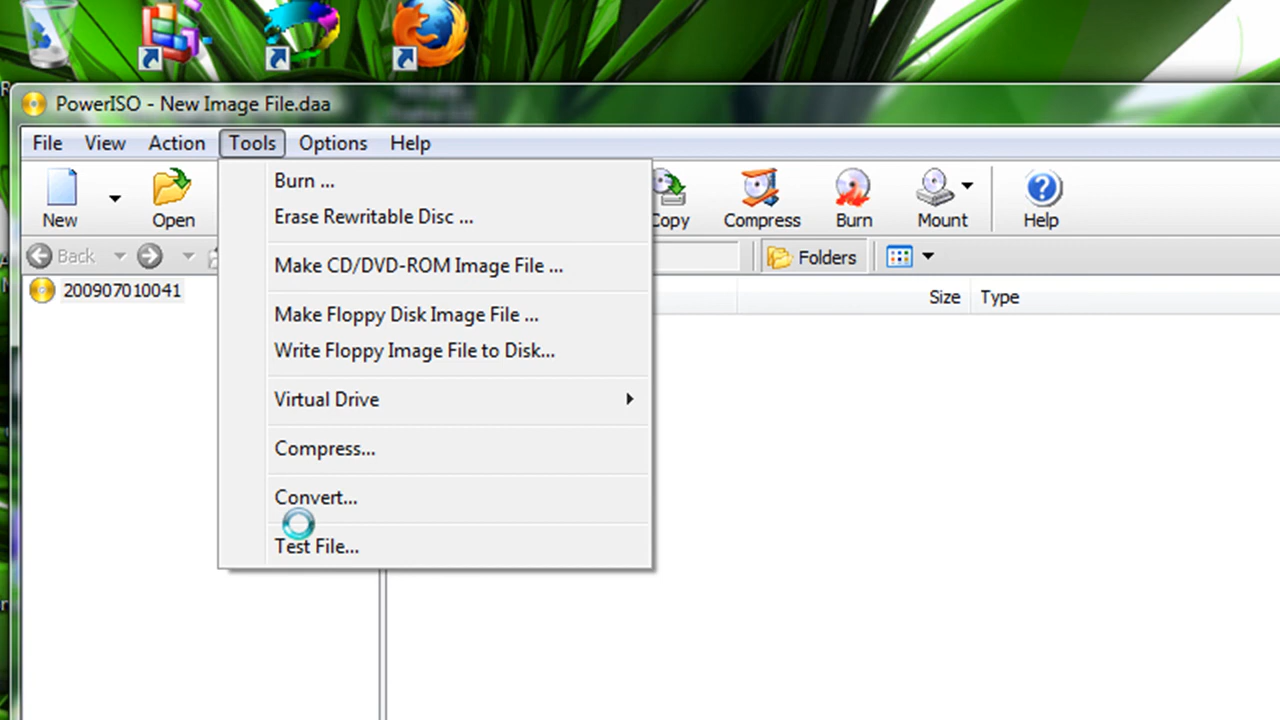 PowerISO - New Image File.daa
File View Action Tools Options Help
New Open Copy Compress Burn Mount Help
Back Folders
200907010041
Size Type
Burn ...
Erase Rewritable Disc ...
Make CD/DVD-ROM Image File ...
Make Floppy Disk Image File ...
Write Floppy Image File to Disk...
Virtual Drive
Compress...
Convert...
Test File...